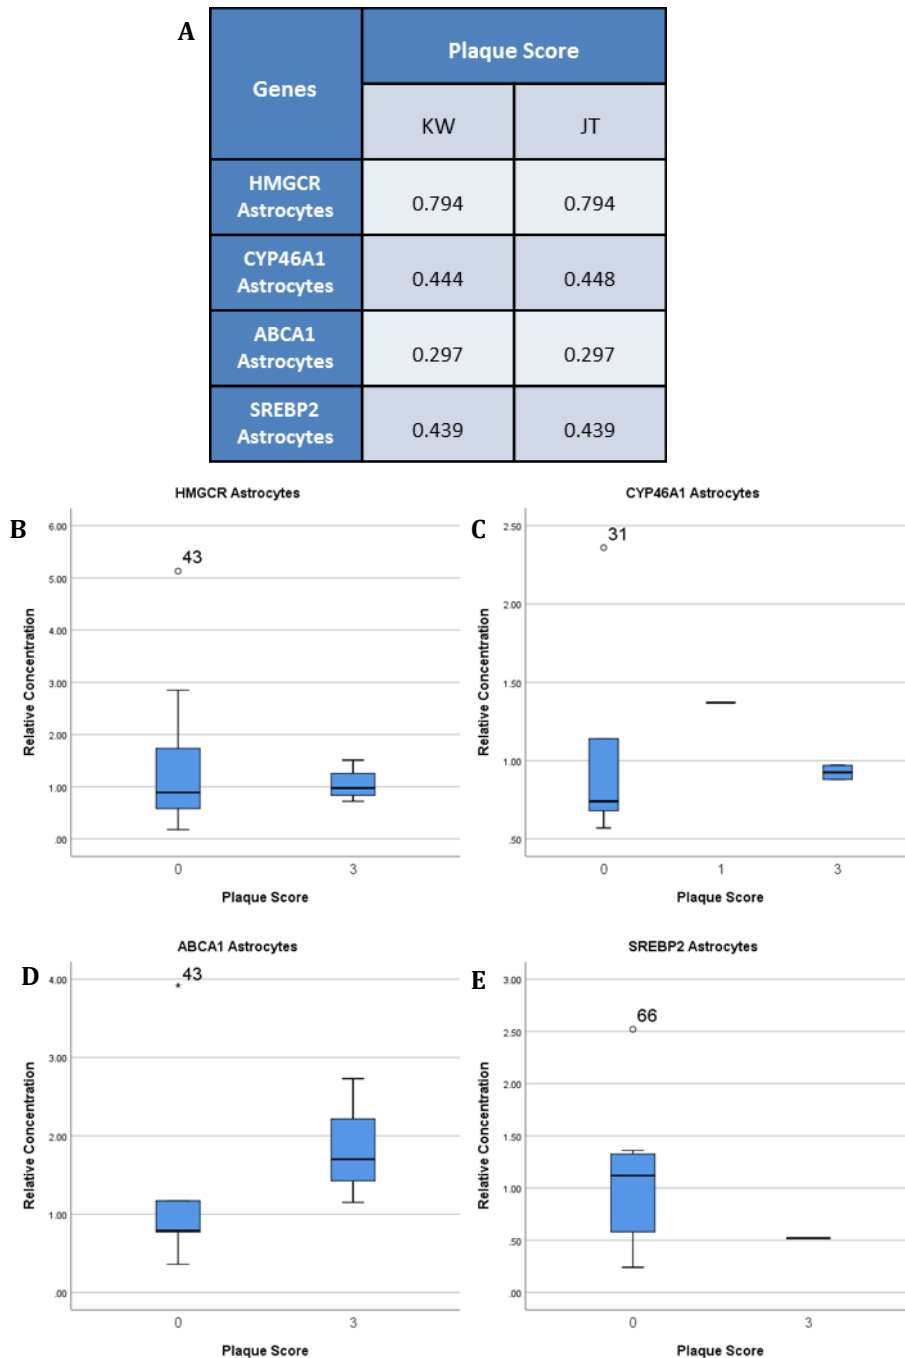 A
Genes
Plaque Score
KW
JT
HMGCR
Astrocytes
0.794
0.794
CYP46A1
Astrocytes
0.444
0.448
ABCA1
Astrocytes
0.297
0.297
SREBP2
Astrocytes
0.439
0.439
B
HMGCR Astrocytes
Relative Concentration
6.00
5.00
4.00
3.00
2.00
1.00
.00
43
0
3
Plaque Score
C
CYP46A1 Astrocytes
Relative Concentration
2.50
2.00
1.50
1.00
.50
31
0
1
3
Plaque Score
D
ABCA1 Astrocytes
Relative Concentration
4.00
3.00
2.00
1.00
.00
43
*
0
3
Plaque Score
E
SREBP2 Astrocytes
Relative Concentration
3.00
2.50
2.00
1.50
1.00
.50
.00
66
0
3
Plaque Score